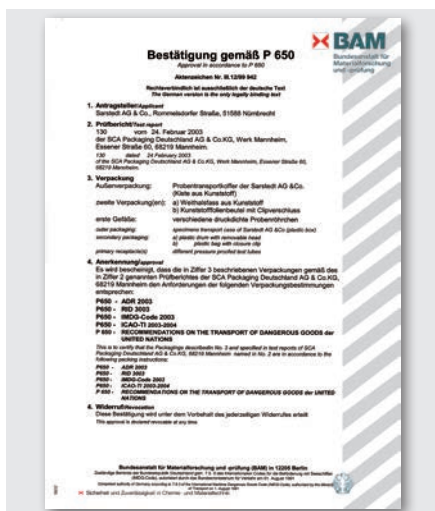 BAM
Bundesanstalt für
Materialforschung
und -prüfung
Bestätigung gemäß P 650
Approval in accordance to P 650
Aktenzeichen Nr. III.12/99 942
Rechtsverbindlich ist ausschließlich der deutsche Text
The German version is the only legally binding text
1. Antragsteller/Applicant
Sarstedt AG & Co., Rommelsdorfer Straße, 51588 Nümbrecht
2. Prüfbericht/Test report
130 vom 24. Februar 2003
der SCA Packaging Deutschland AG & Co.KG, Werk Mannheim,
Essener Straße 60, 68219 Mannheim.
130 dated 24 February 2003
of the SCA Packaging Deutschland AG & Co.KG, Werk Mannheim, Essener Straße 60,
68219 Mannheim.
3. Verpackung
Außenverpackung: Probentransportkoffer der Sarstedt AG &Co.
(Kiste aus Kunststoff)
zweite Verpackung(en): a) Weithalsfass aus Kunststoff
b) Kunststofffolienbeutel mit Clipverschluss
erste Gefäße: verschiedene druckdichte Probenröhrchen
outer packaging: specimens transport case of Sarstedt AG &Co (plastic box)
secondary packaging: a) plastic drum with removable head
b) plastic bag with closure clip
primary receptacle(s) different pressure proofed test tubes
4. Anerkennung/approval
Es wird bescheinigt, dass die in Ziffer 3 beschriebenen Verpackungen gemäß des
in Ziffer 2 genannten Prüfberichtes der SCA Packaging Deutschland AG & Co.KG,
68219 Mannheim den Anforderungen der folgenden Verpackungsbestimmungen
entsprechen:
P650 - ADR 2003
P650 - RID 3003
P650 - IMDG-Code 2003
P650 - ICAO-TI 2003-2004
P 650 - RECOMMENDATIONS ON THE TRANSPORT OF DANGEROUS GOODS der
UNITED NATIONS
This is to certify that the Packagings describedin No. 3 and specified in test reports of SCA
Packaging Deutschland AG & Co.KG, 68219 Mannheim named in No. 2 are in accordance to the
following packing instructions:
P650 - ADR 2003
P650 - RID 3003
P650 - IMDG-Code 2003
P650 - ICAO-TI 2003-2004
P 650 - RECOMMENDATIONS ON THE TRANSPORT OF DANGEROUS GOODS der UNITED
NATIONS
4. Widerruf/Revocation
Diese Bestätigung wird unter dem Vorbehalt des jederzeitigen Widerrufes erteilt
This approval is declared revocable at any time.
Bundesanstalt für Materialforschung und -prüfung (BAM) in 12205 Berlin
Sicherheit und Zuverlässigkeit in Chemie- und Materialtechnik